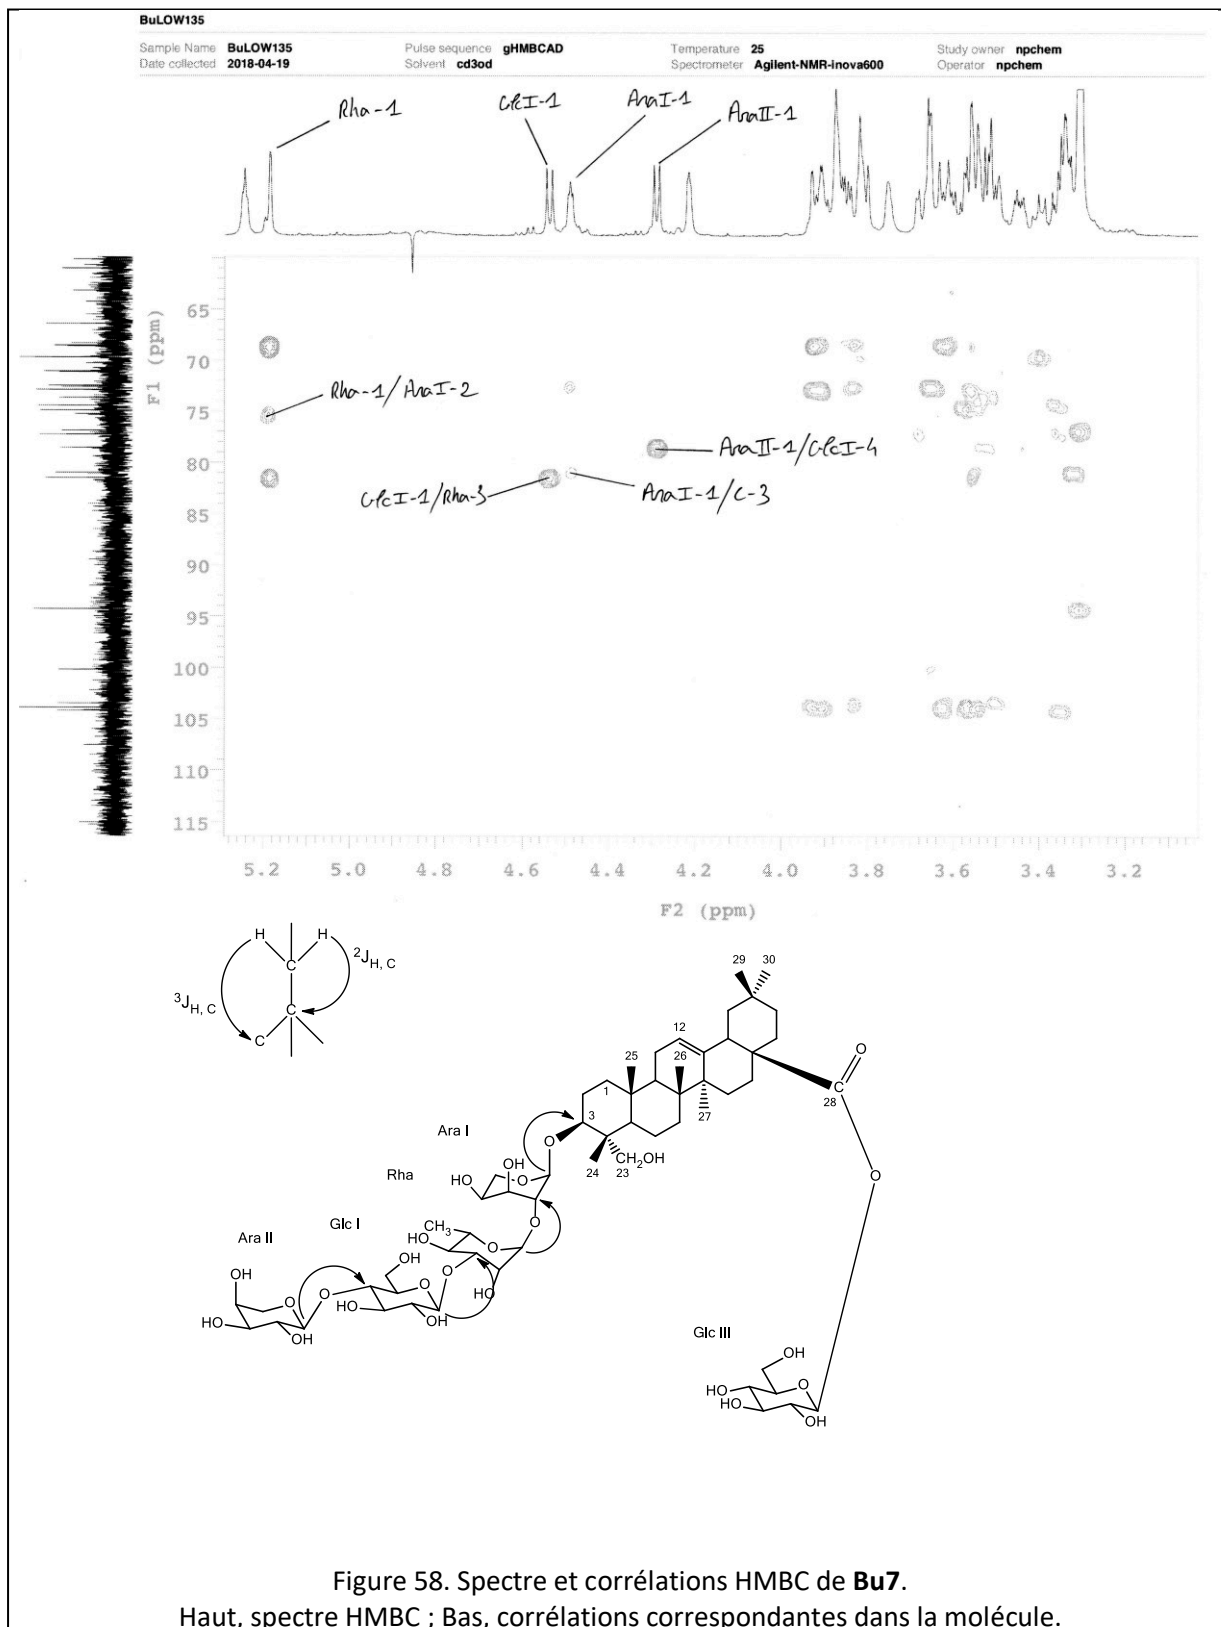 BuLOW135
Sample Name BuLOW135 Pulse sequence gHMBCAD Temperature 25 Study owner npchem
Date collected 2018-04-19 Solvent cd3od Spectrometer Agilent-NMR-inova600 Operator npchem
Rha-1 GlcI-1 AraI-1 AraII-1
F1 (ppm)
65
70
75
80
85
90
95
100
105
110
115
Rha-1/AraI-2
AraII-1/GlcI-4
GlcI-1/Rha-3 AraI-1/C-3
5.2 5.0 4.8 4.6 4.4 4.2 4.0 3.8 3.6 3.4 3.2
F2 (ppm)
H H
²J H, C
C
³J H, C
C
C
29 30
12
25 26
O
1
C
28
27
3
Ara I
O
OH
24 23 CH₂OH
Rha
HO O
HO
O
O
Glc I
CH₃
HO O
Ara II
OH
O
HO
OH
O
HO
O
OH
O
HO
OH
Glc III
OH
O
HO
HO
OH
Figure 58. Spectre et corrélations HMBC de Bu7.
Haut, spectre HMBC ; Bas, corrélations correspondantes dans la molécule.